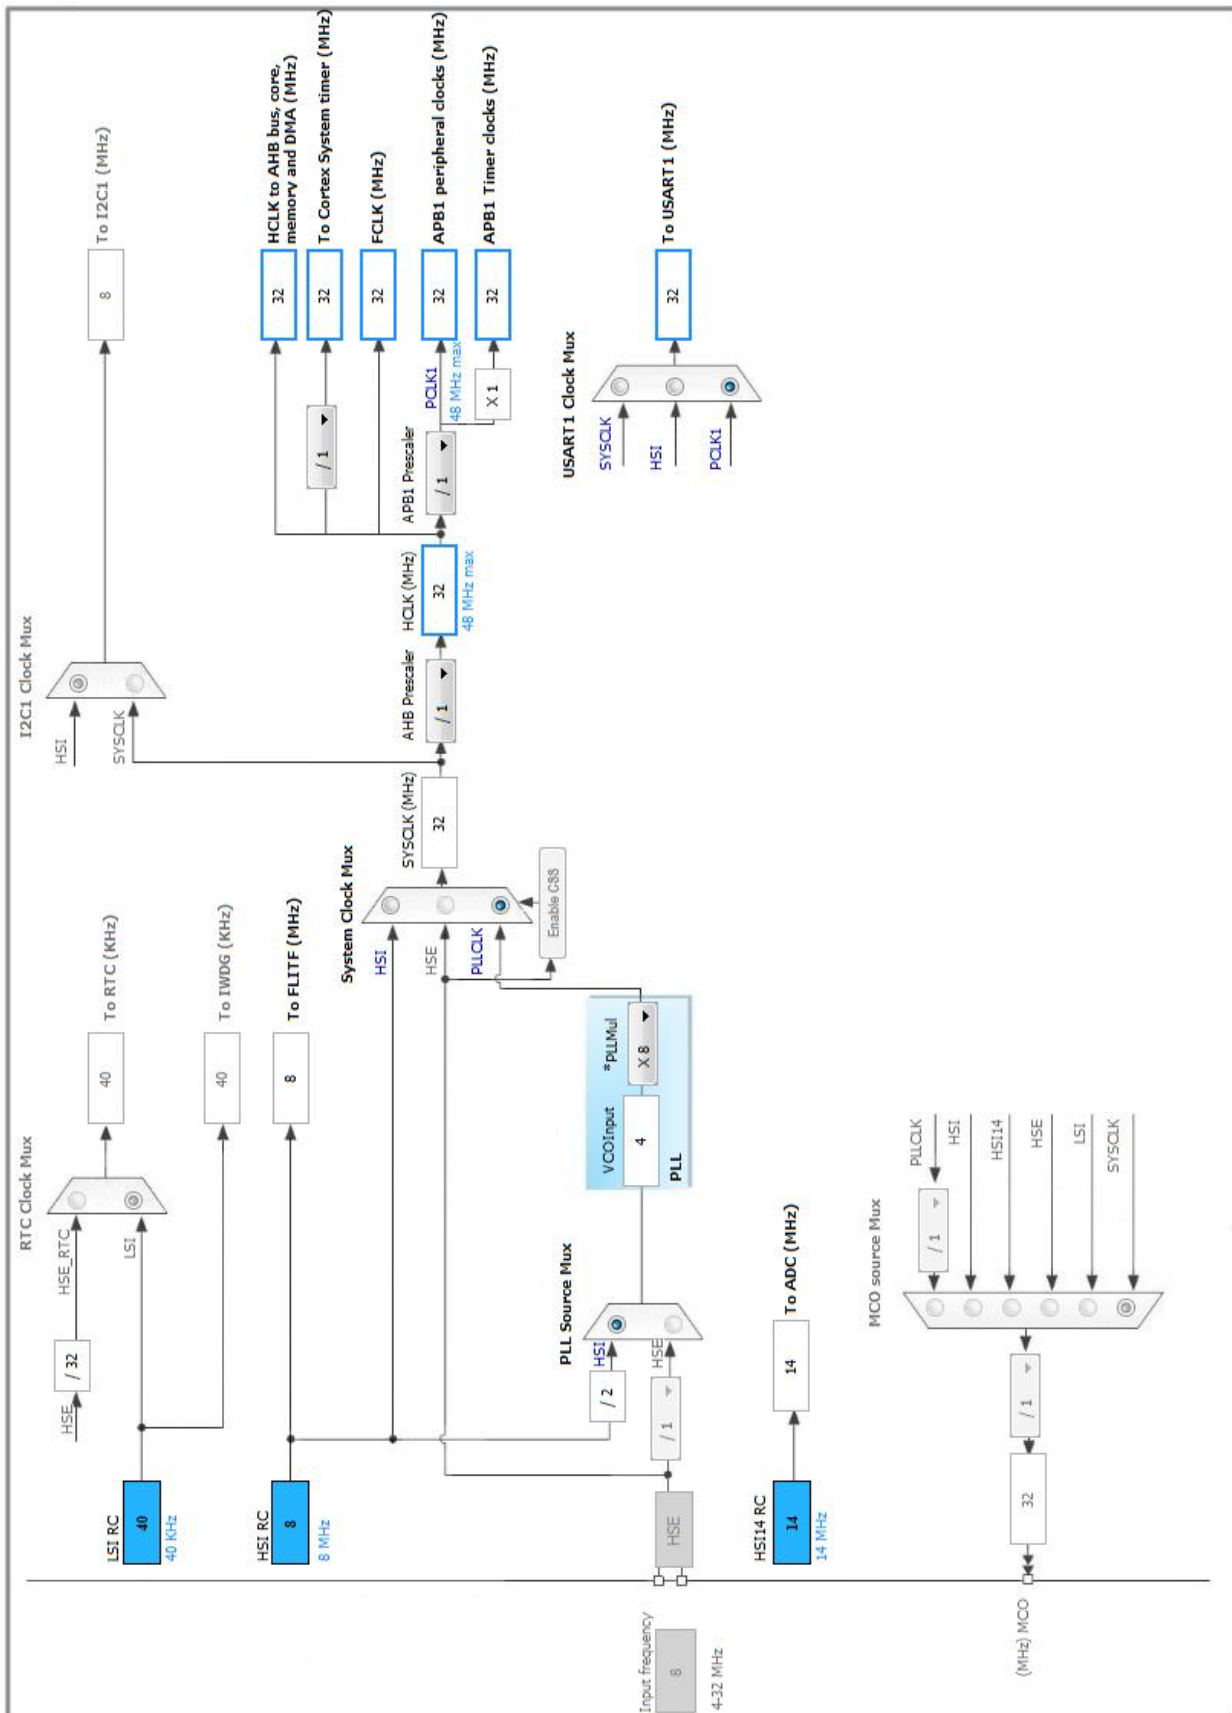 RTC Clock Mux
HSE
/ 32
HSE_RTC
40
To RTC (KHz)
LSI RC
40
40 KHz
LSI
40
To IWDG (KHz)
HSI RC
8
8 MHz
8
To FLITF (MHz)
I2C1 Clock Mux
HSI
SYSCLK
8
To I2C1 (MHz)
System Clock Mux
HSI
HSE
PLLCLK
Enable CSS
SYSCLK (MHz)
32
AHB Prescaler
/ 1
HCLK (MHz)
32
48 MHz max
APB1 Prescaler
/ 1
PCLK1
48 MHz max
X 1
/ 1
32
HCLK to AHB bus, core,
memory and DMA (MHz)
32
To Cortex System timer (MHz)
32
FCLK (MHz)
32
APB1 peripheral clocks (MHz)
32
APB1 Timer clocks (MHz)
PLL Source Mux
/ 2
HSI
HSE
/ 1
VCOInput
4
*PLLMul
X 8
PLL
Input frequency
8
4-32 MHz
HSE
USART1 Clock Mux
SYSCLK
HSI
PCLK1
32
To USART1 (MHz)
HSI14 RC
14
14 MHz
14
To ADC (MHz)
MCO source Mux
(MHz) MCO
32
/ 1
/ 1
PLLCLK
HSI
HSI14
HSE
LSI
SYSCLK